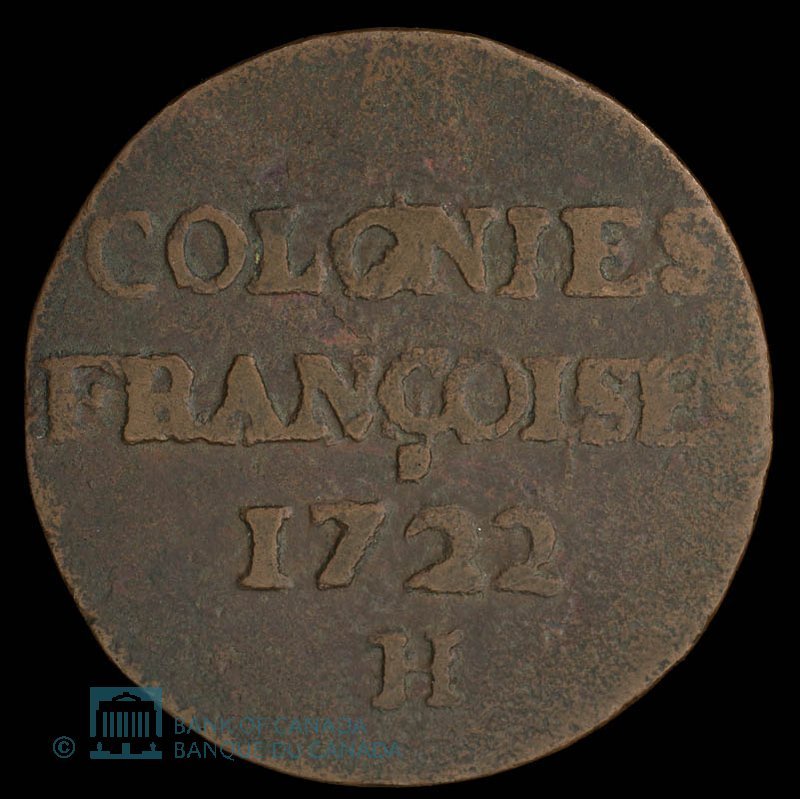 COLONIES
FRANÇOISE
1722
H
© BANK OF CANADA
BANQUE DU CANADA